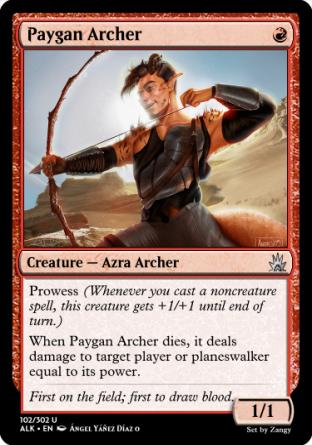 Paygan Archer
Creature — Azra Archer
Prowess (Whenever you cast a noncreature
spell, this creature gets +1/+1 until end of
turn.)
When Paygan Archer dies, it deals
damage to target player or planeswalker
equal to its power.
First on the field; first to draw blood.
1/1
102/302 U
ALK • EN ÁNGEL YÁÑEZ DÍAZ O
Set by Zangy